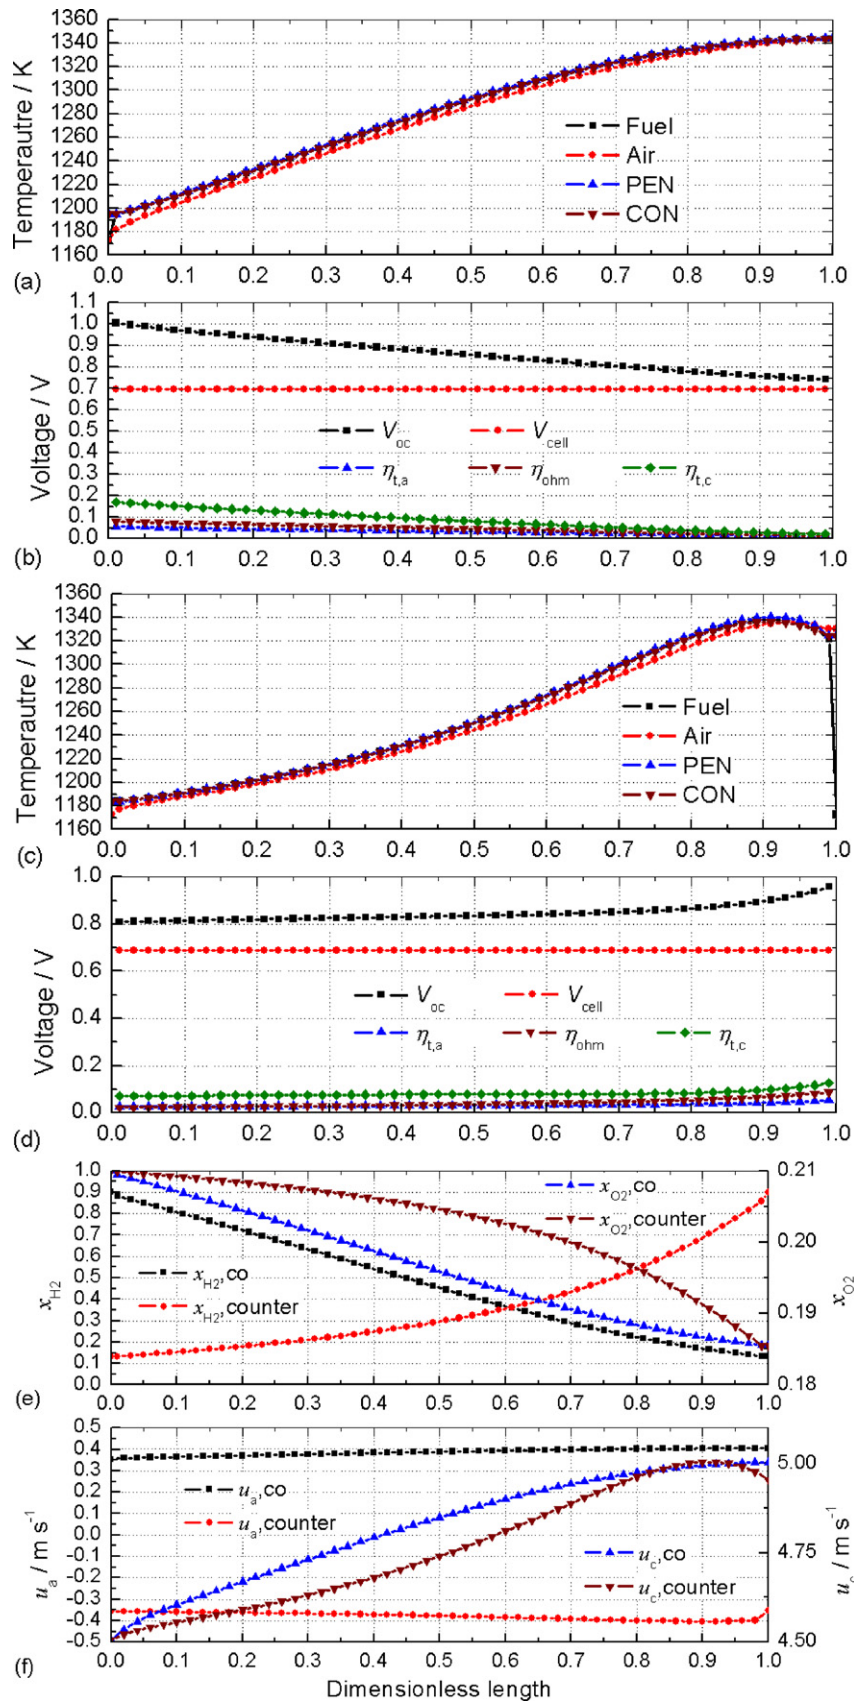 1360
1340
1320
1300
1280
1260
1240
1220
1200
1180
1160
Temperautre / K
Fuel
Air
PEN
CON
0.0 0.1 0.2 0.3 0.4 0.5 0.6 0.7 0.8 0.9 1.0
(a)
1.1
1.0
0.9
0.8
0.7
0.6
0.5
0.4
0.3
0.2
0.1
0.0
Voltage / V
Voc Vcell
ηt,a ηohm ηt,c
0.0 0.1 0.2 0.3 0.4 0.5 0.6 0.7 0.8 0.9 1.0
(b)
1360
1340
1320
1300
1280
1260
1240
1220
1200
1180
1160
Temperautre / K
Fuel
Air
PEN
CON
0.0 0.1 0.2 0.3 0.4 0.5 0.6 0.7 0.8 0.9 1.0
(c)
1.0
0.8
0.6
0.4
0.2
0.0
Voltage / V
Voc Vcell
ηt,a ηohm ηt,c
0.0 0.1 0.2 0.3 0.4 0.5 0.6 0.7 0.8 0.9 1.0
(d)
1.0
0.9
0.8
0.7
0.6
0.5
0.4
0.3
0.2
0.1
0.0
xH2
xH2,co
xH2,counter
xO2,co
xO2,counter
0.21
0.20
0.19
0.18
xO2
0.0 0.1 0.2 0.3 0.4 0.5 0.6 0.7 0.8 0.9 1.0
(e)
0.5
0.4
0.3
0.2
0.1
0.0
-0.1
-0.2
-0.3
-0.4
-0.5
ua / m s-1
ua,co
ua,counter
uc,co
uc,counter
5.00
4.75
4.50
uc / m s-1
0.0 0.1 0.2 0.3 0.4 0.5 0.6 0.7 0.8 0.9 1.0
(f)
Dimensionless length